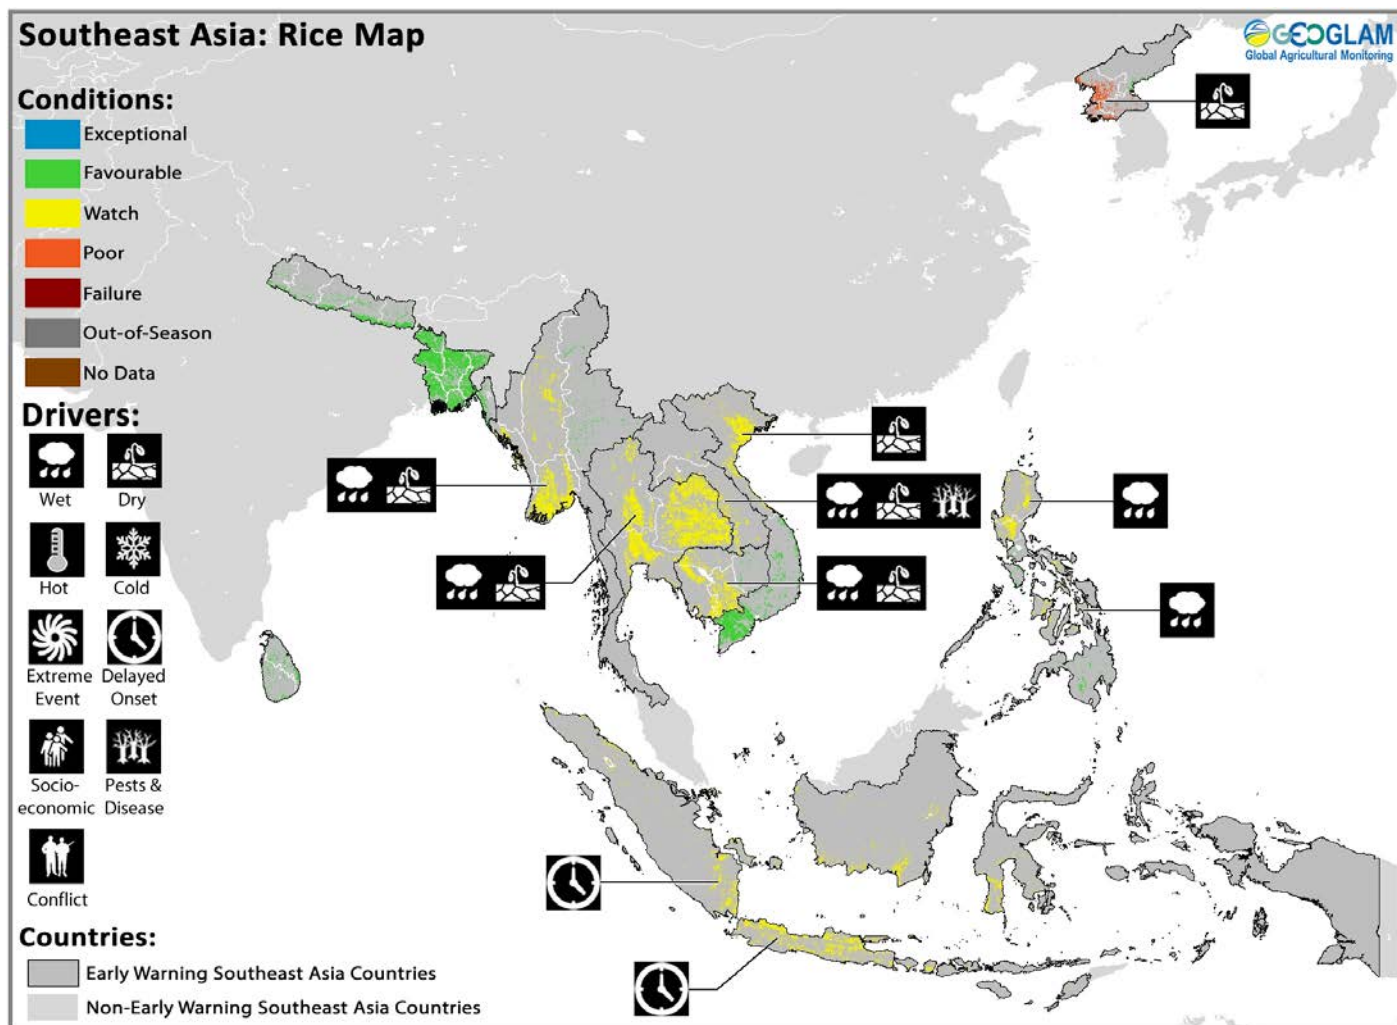 Southeast Asia: Rice Map
GEOGLAM
Global Agricultural Monitoring
Conditions:
Exceptional
Favourable
Watch
Poor
Failure
Out-of-Season
No Data
Drivers:
Wet
Dry
Hot
Cold
Extreme
Event
Delayed
Onset
Socio-
economic
Pests &
Disease
Conflict
Countries:
Early Warning Southeast Asia Countries
Non-Early Warning Southeast Asia Countries